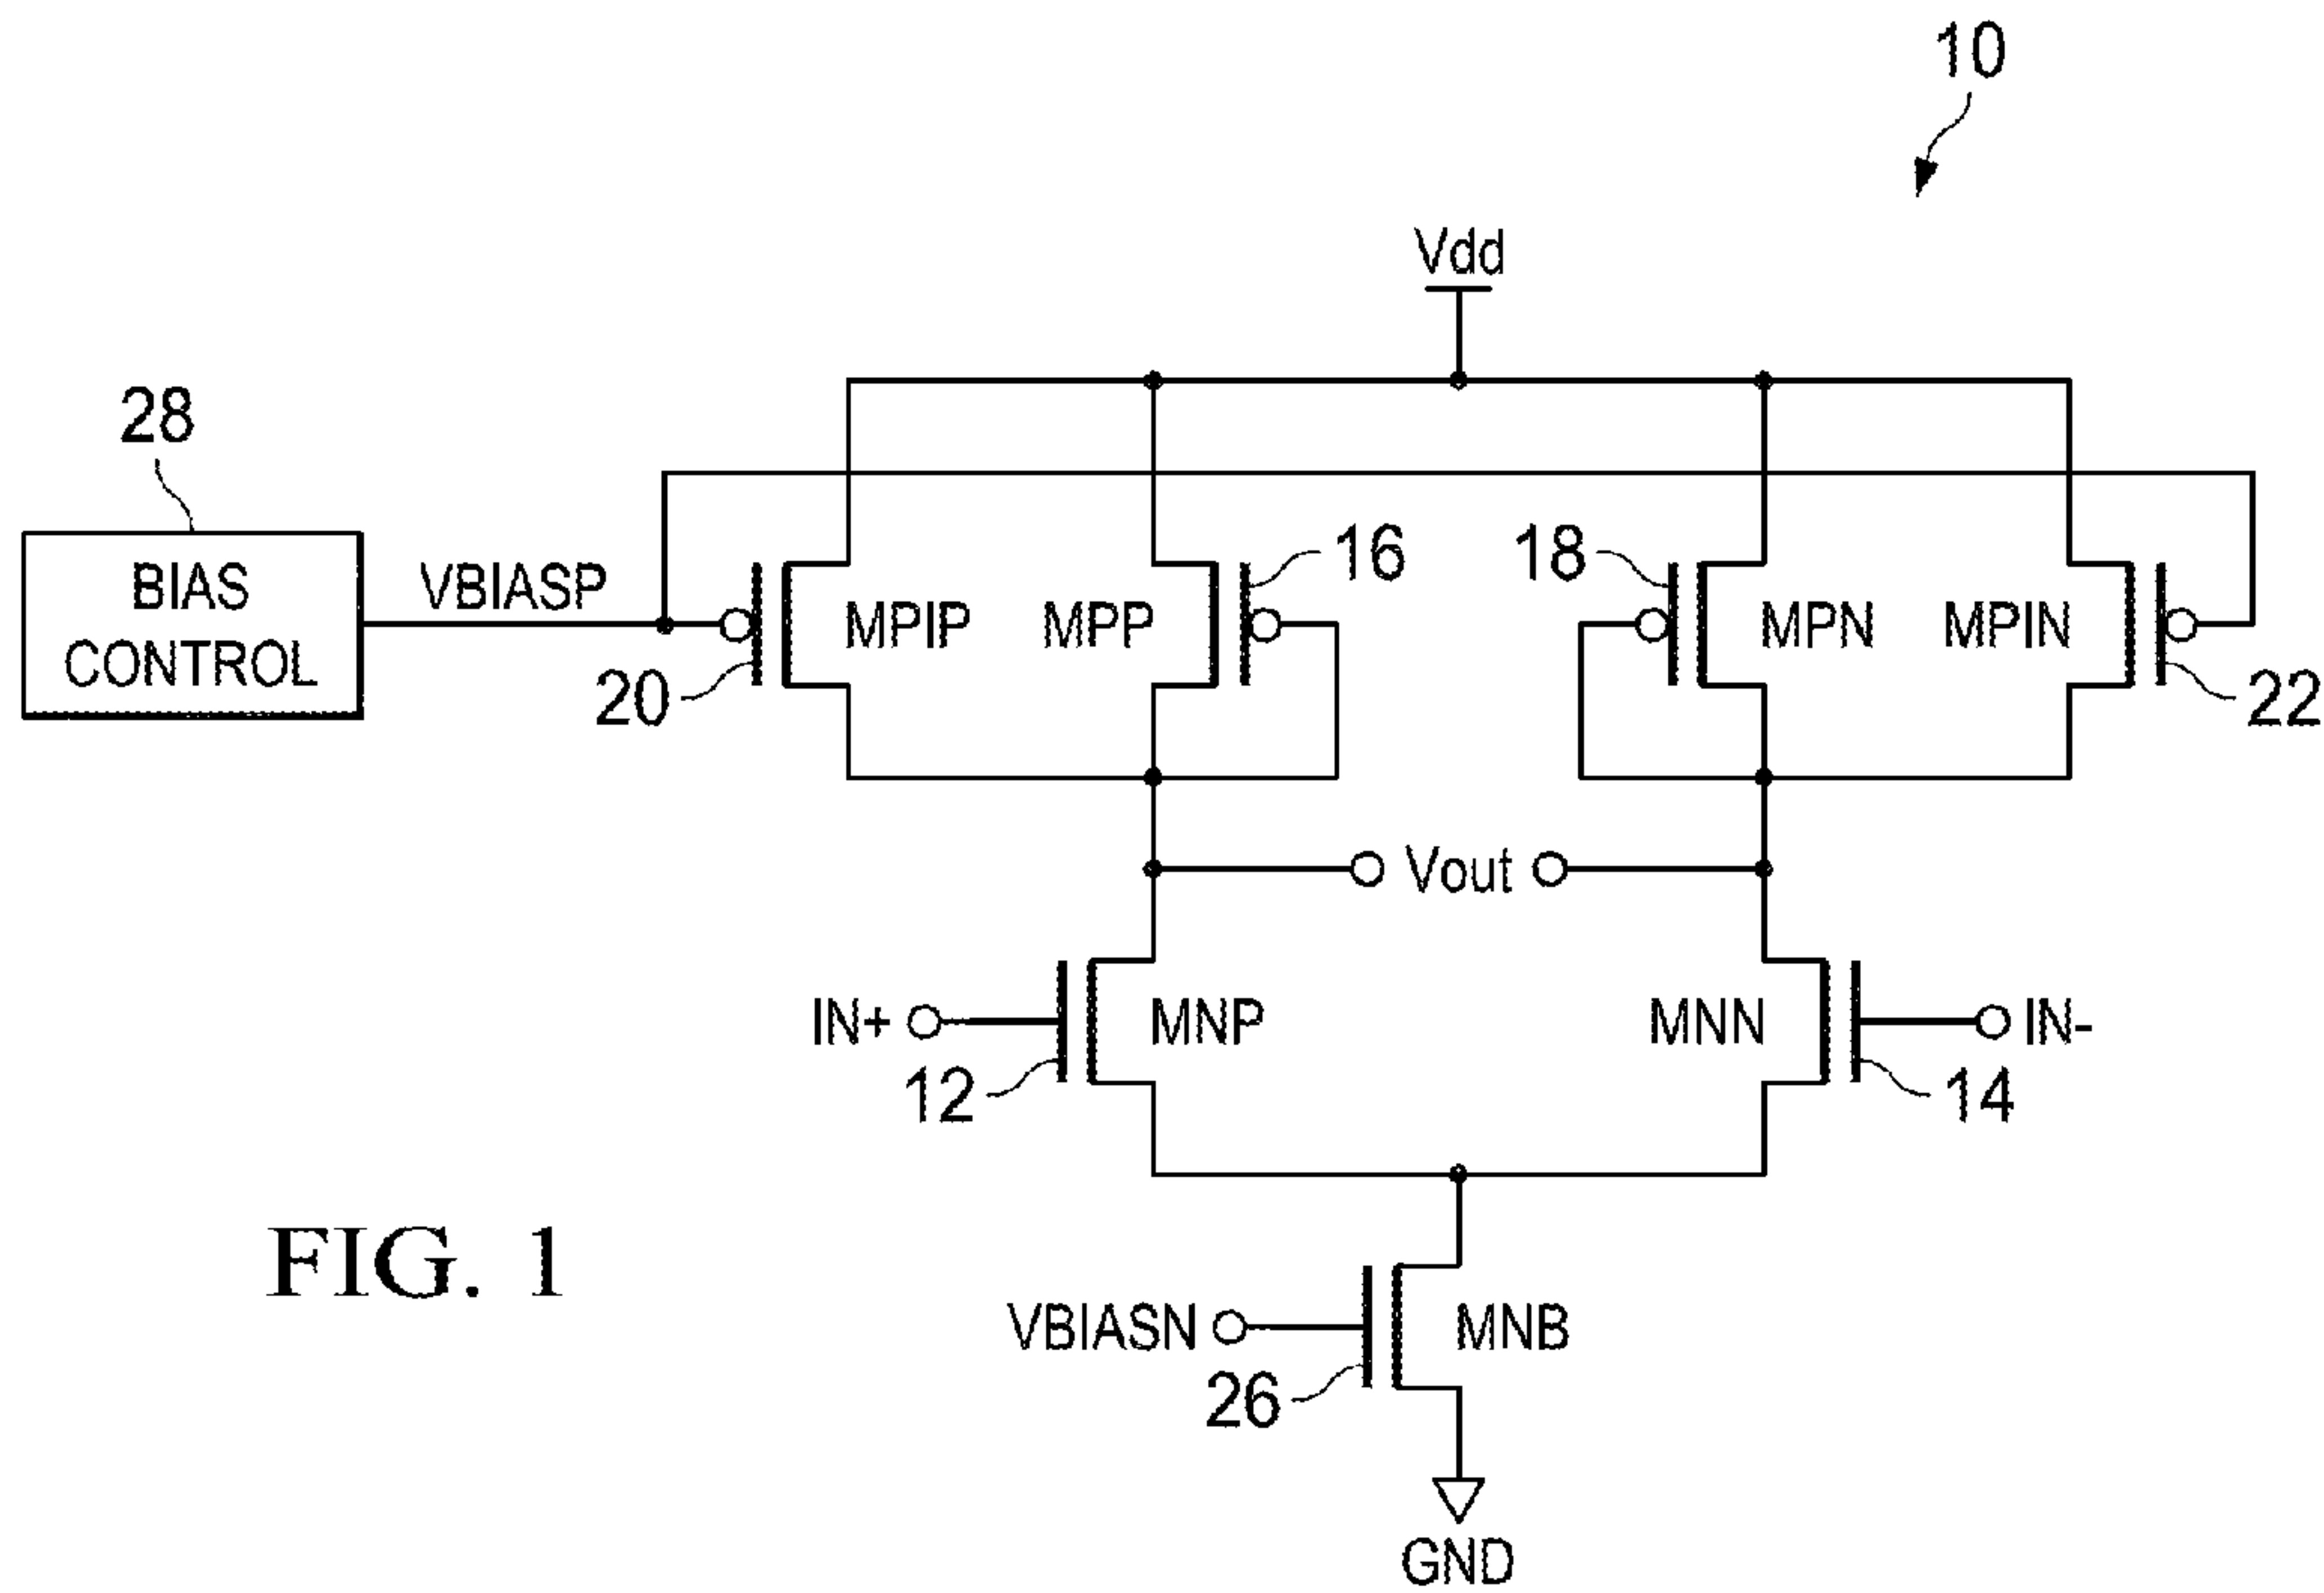 10
Vdd
28
BIAS
CONTROL
VBIASP
MPIP
MPP
16
18
MPN
MPIN
20
22
Vout
IN+
MNP
MNN
IN-
12
14
FIG. 1
VBIASN
MNB
26
GND